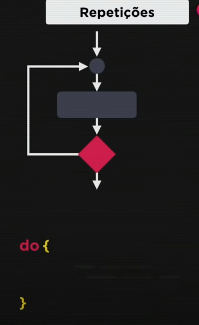 Repetições
do {
}